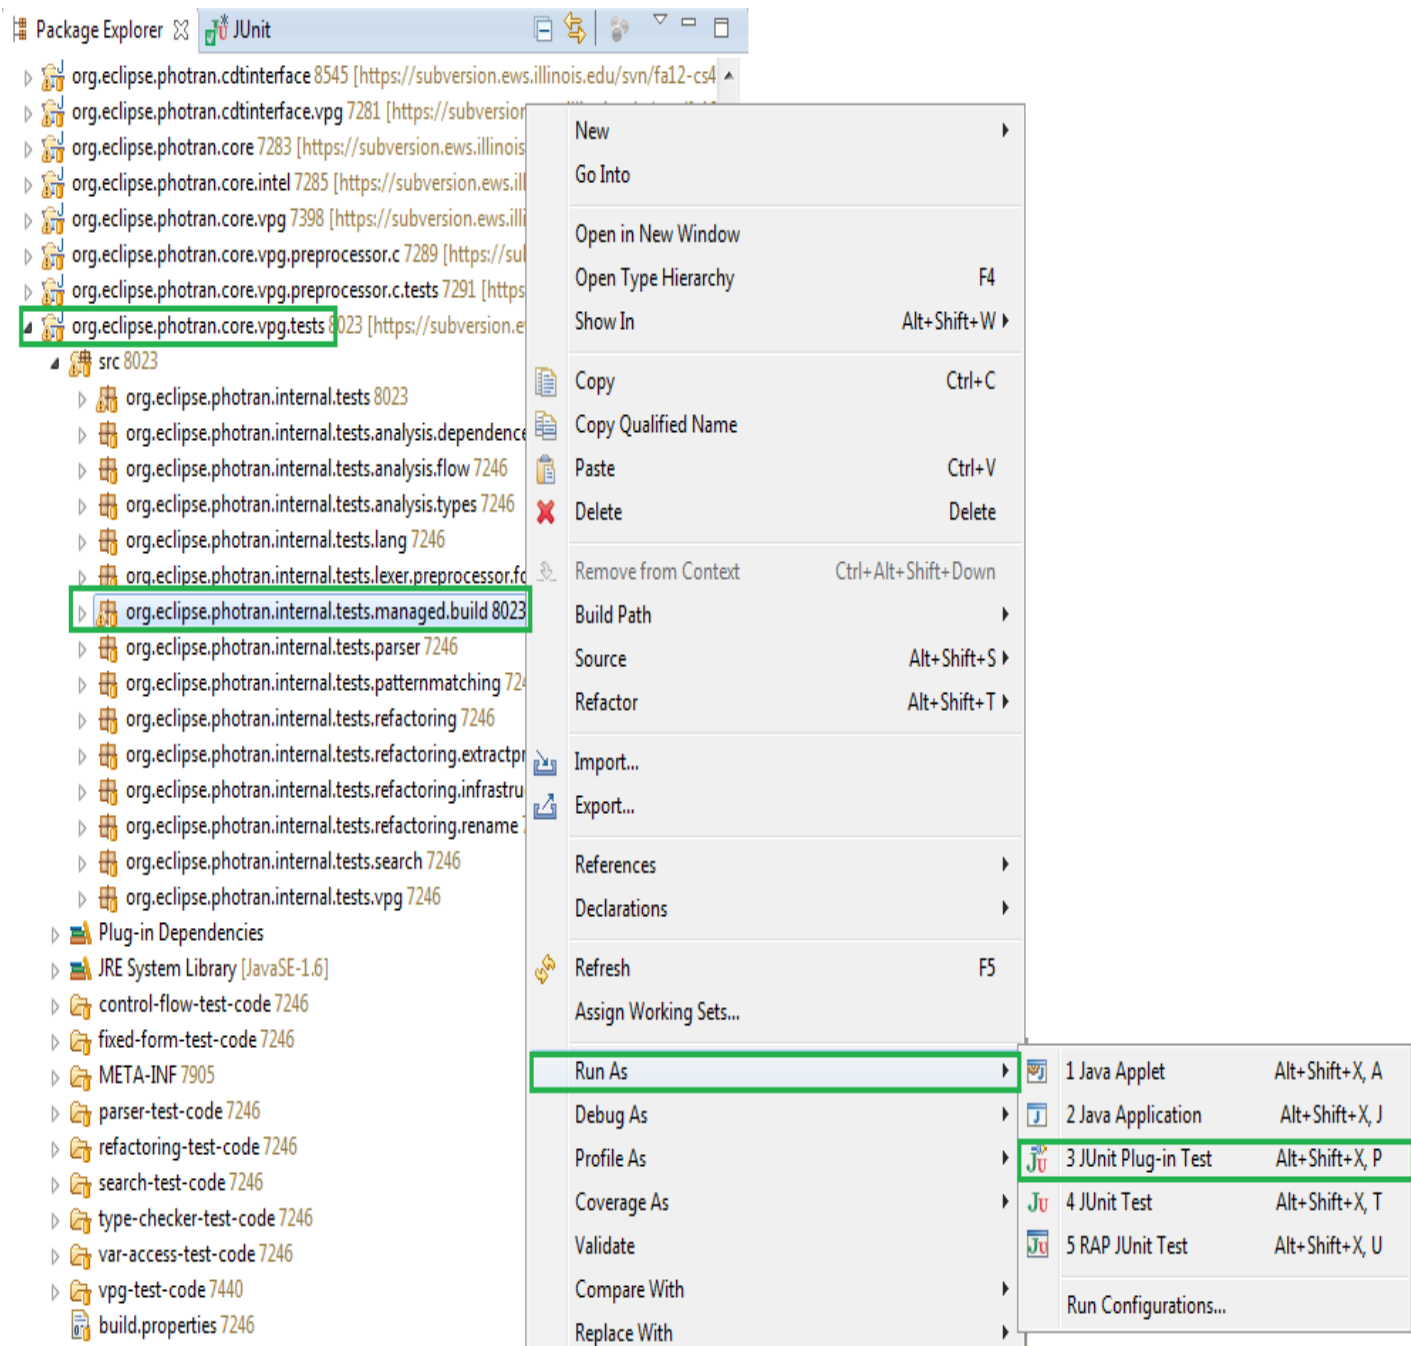 Package Explorer JUnit
org.eclipse.photran.cdtinterface 8545 [https://subversion.ews.illinois.edu/svn/fa12-cs4
org.eclipse.photran.cdtinterface.vpg 7281 [https://subversion
org.eclipse.photran.core 7283 [https://subversion.ews.illinois
org.eclipse.photran.core.intel 7285 [https://subversion.ews.ill
org.eclipse.photran.core.vpg 7398 [https://subversion.ews.illi
org.eclipse.photran.core.vpg.preprocessor.c 7289 [https://sul
org.eclipse.photran.core.vpg.preprocessor.c.tests 7291 [https
org.eclipse.photran.core.vpg.tests 8023 [https://subversion.e
src 8023
org.eclipse.photran.internal.tests 8023
org.eclipse.photran.internal.tests.analysis.dependence
org.eclipse.photran.internal.tests.analysis.flow 7246
org.eclipse.photran.internal.tests.analysis.types 7246
org.eclipse.photran.internal.tests.lang 7246
org.eclipse.photran.internal.tests.lexer.preprocessor.fo
org.eclipse.photran.internal.tests.managed.build 8023
org.eclipse.photran.internal.tests.parser 7246
org.eclipse.photran.internal.tests.patternmatching 724
org.eclipse.photran.internal.tests.refactoring 7246
org.eclipse.photran.internal.tests.refactoring.extractpr
org.eclipse.photran.internal.tests.refactoring.infrastru
org.eclipse.photran.internal.tests.refactoring.rename
org.eclipse.photran.internal.tests.search 7246
org.eclipse.photran.internal.tests.vpg 7246
Plug-in Dependencies
JRE System Library [JavaSE-1.6]
control-flow-test-code 7246
fixed-form-test-code 7246
META-INF 7905
parser-test-code 7246
refactoring-test-code 7246
search-test-code 7246
type-checker-test-code 7246
var-access-test-code 7246
vpg-test-code 7440
build.properties 7246
New
Go Into
Open in New Window
Open Type Hierarchy F4
Show In Alt+Shift+W
Copy Ctrl+C
Copy Qualified Name
Paste Ctrl+V
Delete Delete
Remove from Context Ctrl+Alt+Shift+Down
Build Path
Source Alt+Shift+S
Refactor Alt+Shift+T
Import...
Export...
References
Declarations
Refresh F5
Assign Working Sets...
Run As
Debug As
Profile As
Coverage As
Validate
Compare With
Replace With
1 Java Applet Alt+Shift+X, A
2 Java Application Alt+Shift+X, J
3 JUnit Plug-in Test Alt+Shift+X, P
4 JUnit Test Alt+Shift+X, T
5 RAP JUnit Test Alt+Shift+X, U
Run Configurations...